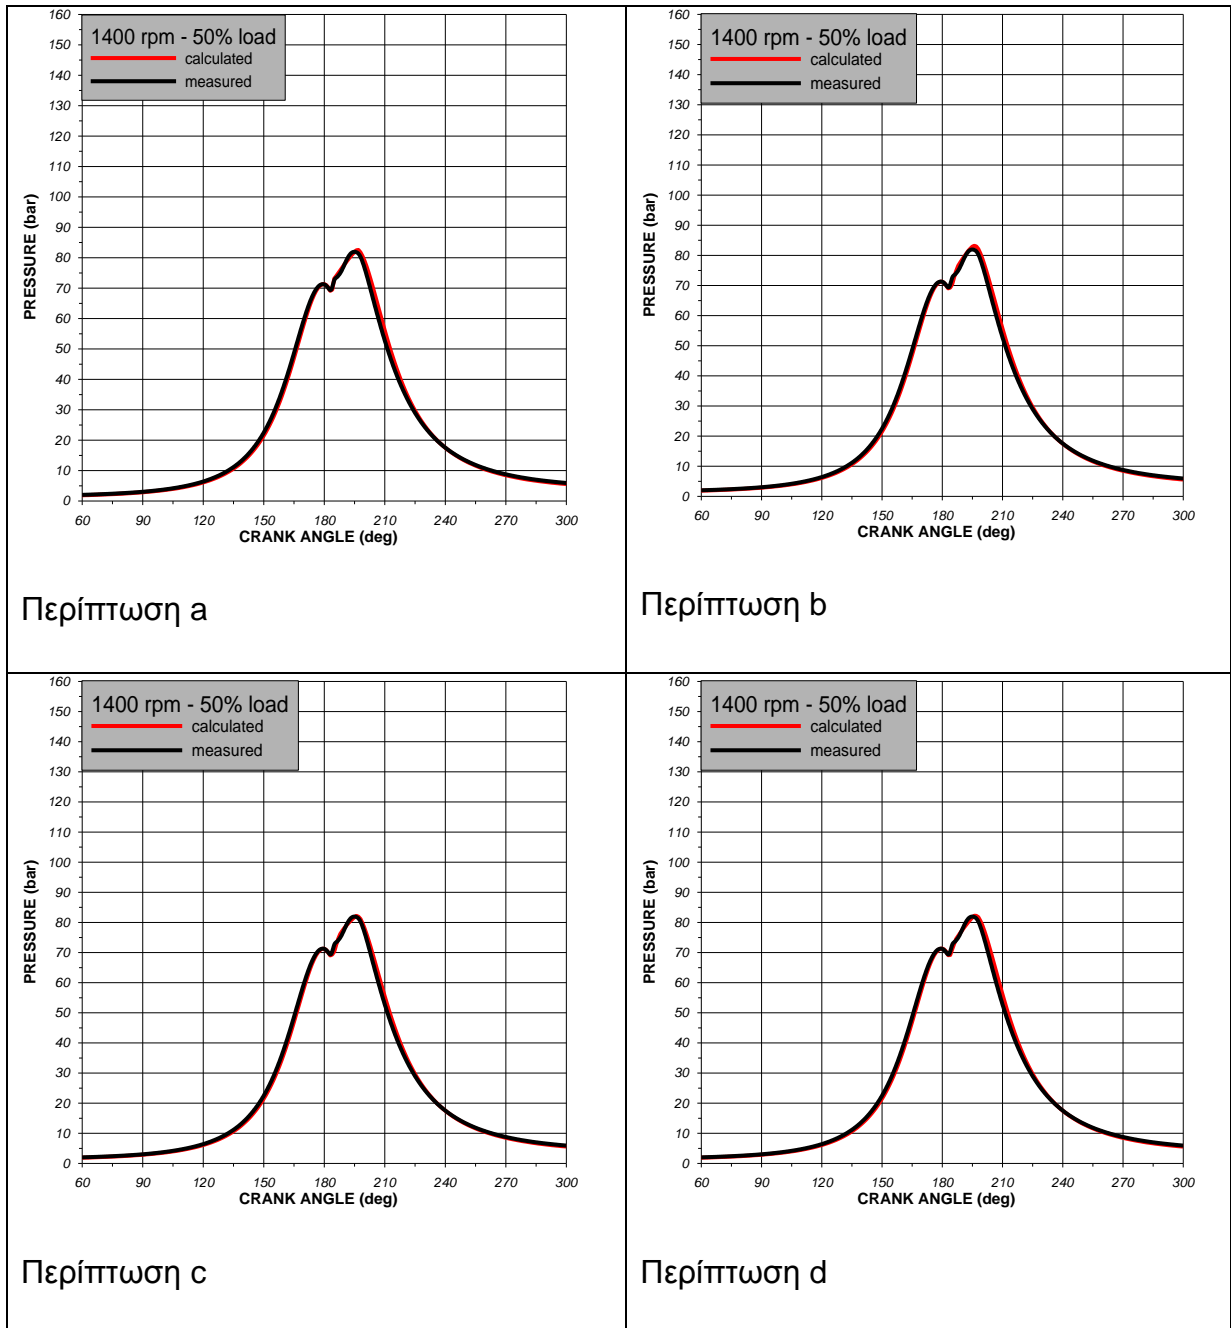 160
150
140
130
120
110
100
90
80
70
60
50
40
30
20
10
0
PRESSURE (bar)
1400 rpm - 50% load
calculated
measured
60 90 120 150 180 210 240 270 300
CRANK ANGLE (deg)
Περίπτωση a
160
150
140
130
120
110
100
90
80
70
60
50
40
30
20
10
0
PRESSURE (bar)
1400 rpm - 50% load
calculated
measured
60 90 120 150 180 210 240 270 300
CRANK ANGLE (deg)
Περίπτωση b
160
150
140
130
120
110
100
90
80
70
60
50
40
30
20
10
0
PRESSURE (bar)
1400 rpm - 50% load
calculated
measured
60 90 120 150 180 210 240 270 300
CRANK ANGLE (deg)
Περίπτωση c
160
150
140
130
120
110
100
90
80
70
60
50
40
30
20
10
0
PRESSURE (bar)
1400 rpm - 50% load
calculated
measured
60 90 120 150 180 210 240 270 300
CRANK ANGLE (deg)
Περίπτωση d